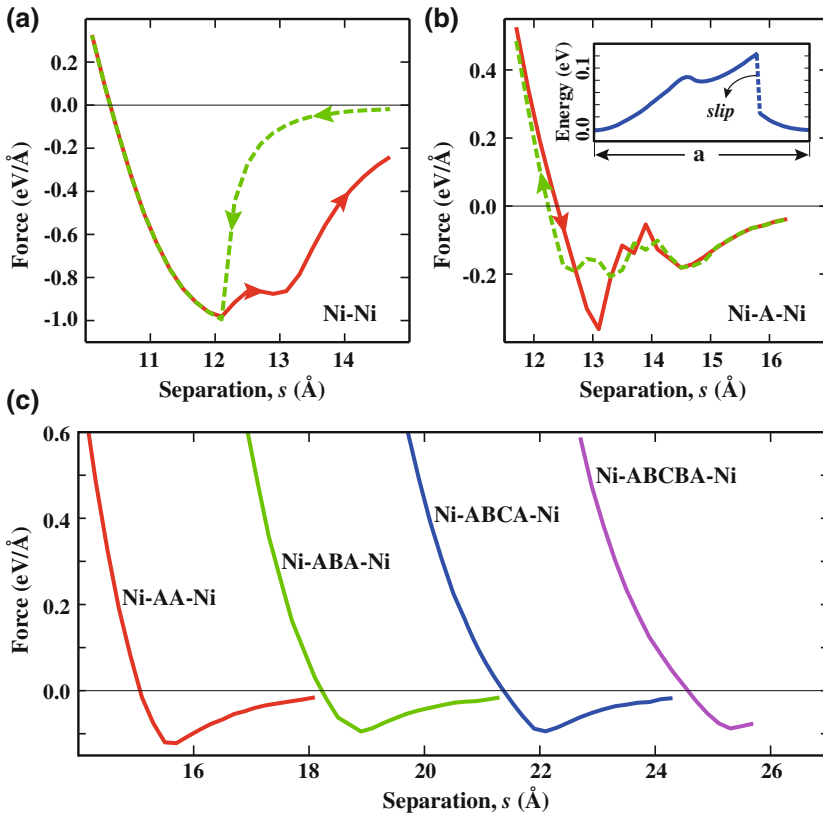 (a)
0.2
0.0
-0.2
-0.4
-0.6
-0.8
-1.0
Force (eV/Å)
Ni-Ni
11 12 13 14
Separation, s (Å)
(b)
0.4
0.2
0.0
-0.2
Force (eV/Å)
Energy (eV)
0.1
0.0
slip
a
Ni-A-Ni
12 13 14 15 16
Separation, s (Å)
(c)
0.6
0.4
0.2
0.0
Force (eV/Å)
Ni-AA-Ni
Ni-ABA-Ni
Ni-ABCA-Ni
Ni-ABCBA-Ni
16 18 20 22 24 26
Separation, s (Å)